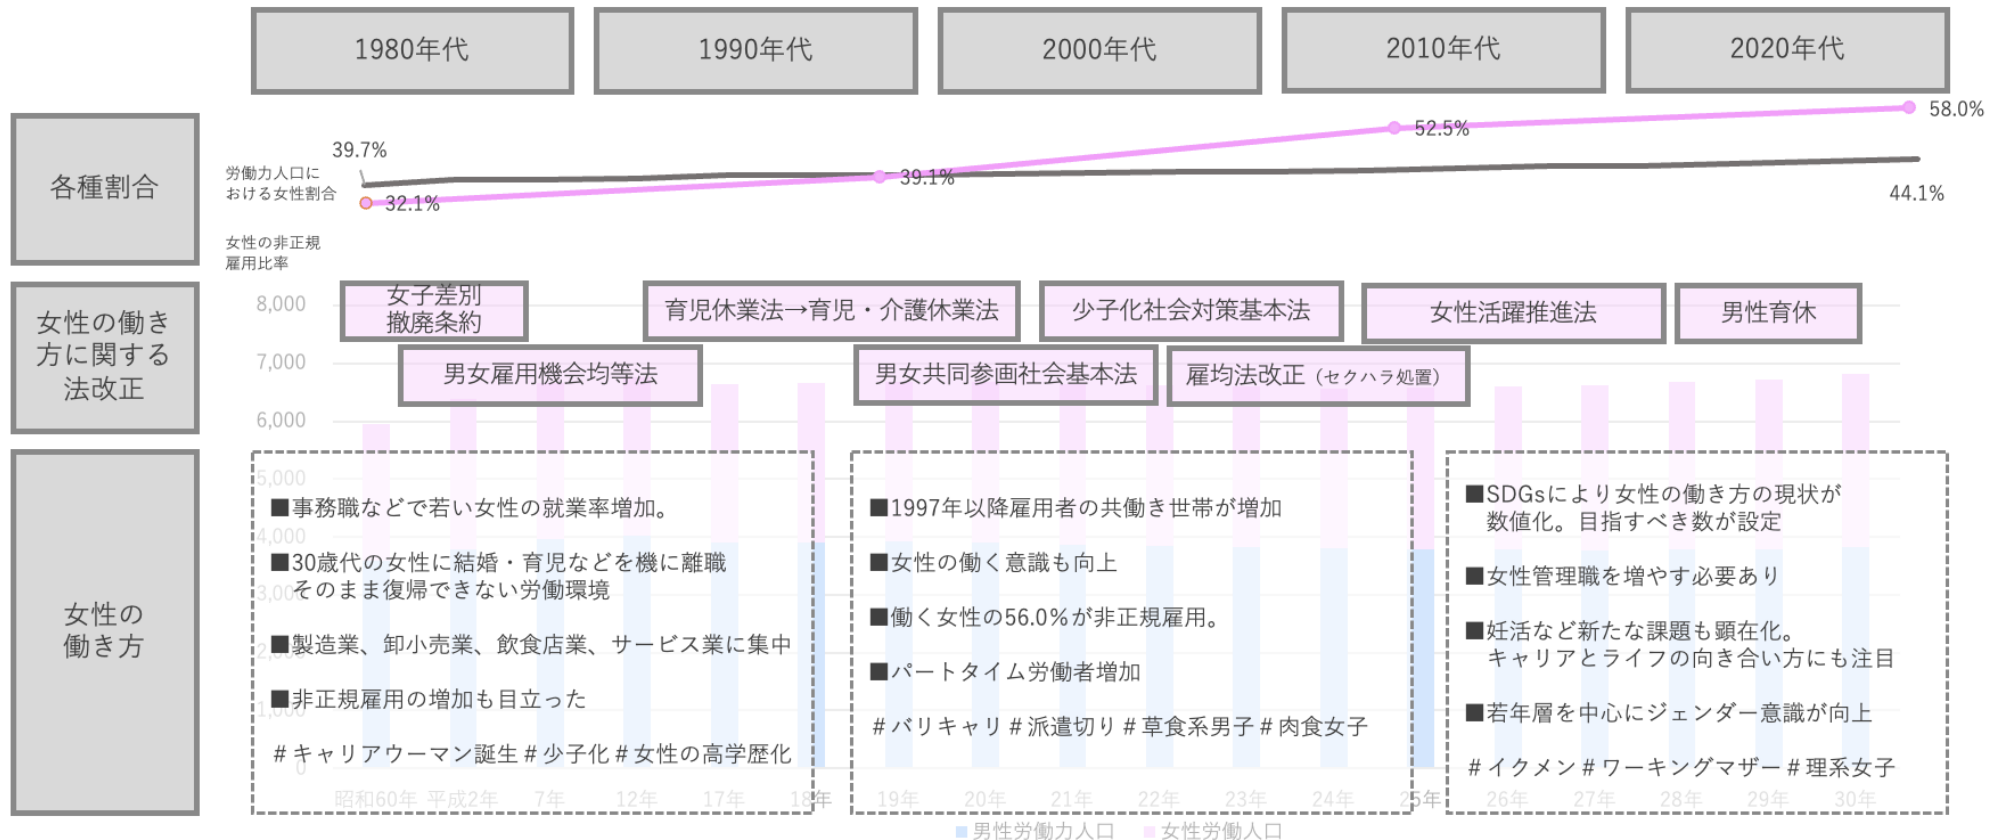 1980年代
1990年代
2000年代
2010年代
2020年代
各種割合
労働力人口に
おける女性割合
女性の非正規
雇用比率
39.7%
32.1%
39.1%
52.5%
58.0%
44.1%
女性の働き
方に関する
法改正
女子差別
撤廃条約
育児休業法→育児・介護休業法
少子化社会対策基本法
女性活躍推進法
男性育休
男女雇用機会均等法
男女共同参画社会基本法
雇均法改正（セクハラ処置）
8,000
7,000
6,000
5,000
4,000
3,000
2,000
1,000
0
女性の
働き方
■事務職などで若い女性の就業率増加。
■30歳代の女性に結婚・育児などを機に離職
そのまま復帰できない労働環境
■製造業、卸小売業、飲食店業、サービス業に集中
■非正規雇用の増加も目立った
＃キャリアウーマン誕生＃少子化＃女性の高学歴化
■1997年以降雇用者の共働き世帯が増加
■女性の働く意識も向上
■働く女性の56.0%が非正規雇用。
■パートタイム労働者増加
＃バリキャリ＃派遣切り＃草食系男子＃肉食女子
■SDGsにより女性の働き方の現状が
数値化。目指すべき数が設定
■女性管理職を増やす必要あり
■妊活など新たな課題も顕在化。
キャリアとライフの向き合い方にも注目
■若年層を中心にジェンダー意識が向上
＃イクメン＃ワーキングマザー＃理系女子
昭和60年 平成2年 7年 12年 17年 18年 19年 20年 21年 22年 23年 24年 25年 26年 27年 28年 29年 30年
男性労働力人口 女性労働人口